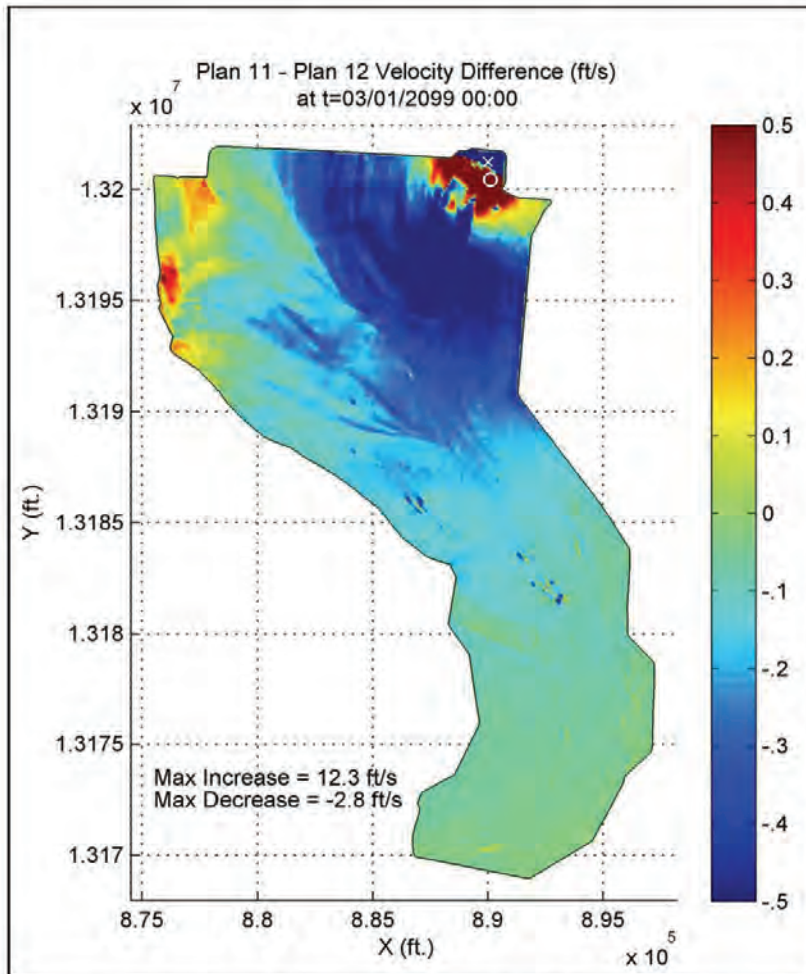 Plan 11 - Plan 12 Velocity Difference (ft/s)
at t=03/01/2099 00:00
x 10^7
1.32
1.3195
1.319
1.3185
1.318
1.3175
1.317
Y (ft.)
Max Increase = 12.3 ft/s
Max Decrease = -2.8 ft/s
8.75
8.8
8.85
8.9
8.95
X (ft.)
x 10^5
0.5
0.4
0.3
0.2
0.1
0
-.1
-.2
-.3
-.4
-.5